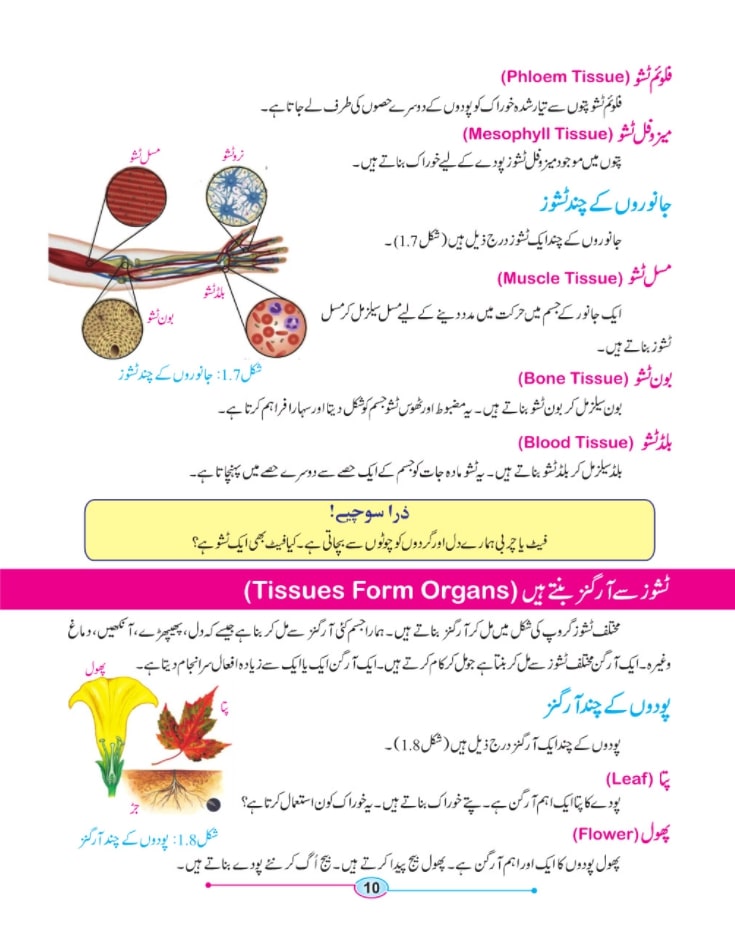 فلوئم ٹشو (Phloem Tissue)
فلوئم ٹشو پتوں سے تیار شدہ خوراک کو پودوں کے دوسرے حصوں کی طرف لے جاتا ہے۔
میزوفل ٹشو (Mesophyll Tissue)
پتوں میں موجود میزوفل ٹشوز پودے کے لیے خوراک بناتے ہیں۔
جانوروں کے چند ٹشوز
جانوروں کے چند ایک ٹشوز درج ذیل ہیں (شکل 1.7)۔
مسل ٹشو (Muscle Tissue)
ایک جانور کے جسم میں حرکت میں مدد دینے کے لیے مسل سیلز مل کر مسل
ٹشوز بناتے ہیں۔
نرو ٹشو
مسل ٹشو
بلڈ ٹشو
بون ٹشو
شکل 1.7: جانوروں کے چند ٹشوز
بون ٹشو (Bone Tissue)
بون سیلز مل کر بون ٹشو بناتے ہیں۔ یہ مضبوط اور ٹھوس ٹشو جسم کو شکل دیتا اور سہارا فراہم کرتا ہے۔
بلڈ ٹشو (Blood Tissue)
بلڈ سیلز مل کر بلڈ ٹشو بناتے ہیں۔ یہ ٹشو مادہ جات کو جسم کے ایک حصے سے دوسرے حصے میں پہنچاتا ہے۔
ذرا سوچیے!
فیٹ یا چربی ہمارے دل اور گردوں کو چوٹوں سے بچاتی ہے۔ کیا فیٹ بھی ایک ٹشو ہے؟
ٹشوز سے آرگنز بنتے ہیں (Tissues Form Organs)
مختلف ٹشوز گروپ کی شکل میں مل کر آرگنز بناتے ہیں۔ ہمارا جسم کئی آرگنز سے مل کر بنا ہے جیسے کہ دل، پھیپھڑے، آنکھیں، دماغ
وغیرہ۔ ایک آرگن مختلف ٹشوز سے مل کر بنتا ہے جو مل کر کام کرتے ہیں۔ ایک آرگن ایک یا ایک سے زیادہ افعال سرانجام دیتا ہے۔
پودوں کے چند آرگنز
پودوں کے چند ایک آرگنز درج ذیل ہیں (شکل 1.8)۔
پتا (Leaf)
پودے کا پتا ایک اہم آرگن ہے۔ پتے خوراک بناتے ہیں۔ یہ خوراک کون استعمال کرتا ہے؟
پھول
پتا
جڑ
شکل 1.8: پودوں کے چند آرگنز
پھول (Flower)
پھول پودوں کا ایک اور اہم آرگن ہے۔ پھول بیج پیدا کرتے ہیں۔ بیج اُگ کر نئے پودے بناتے ہیں۔
10